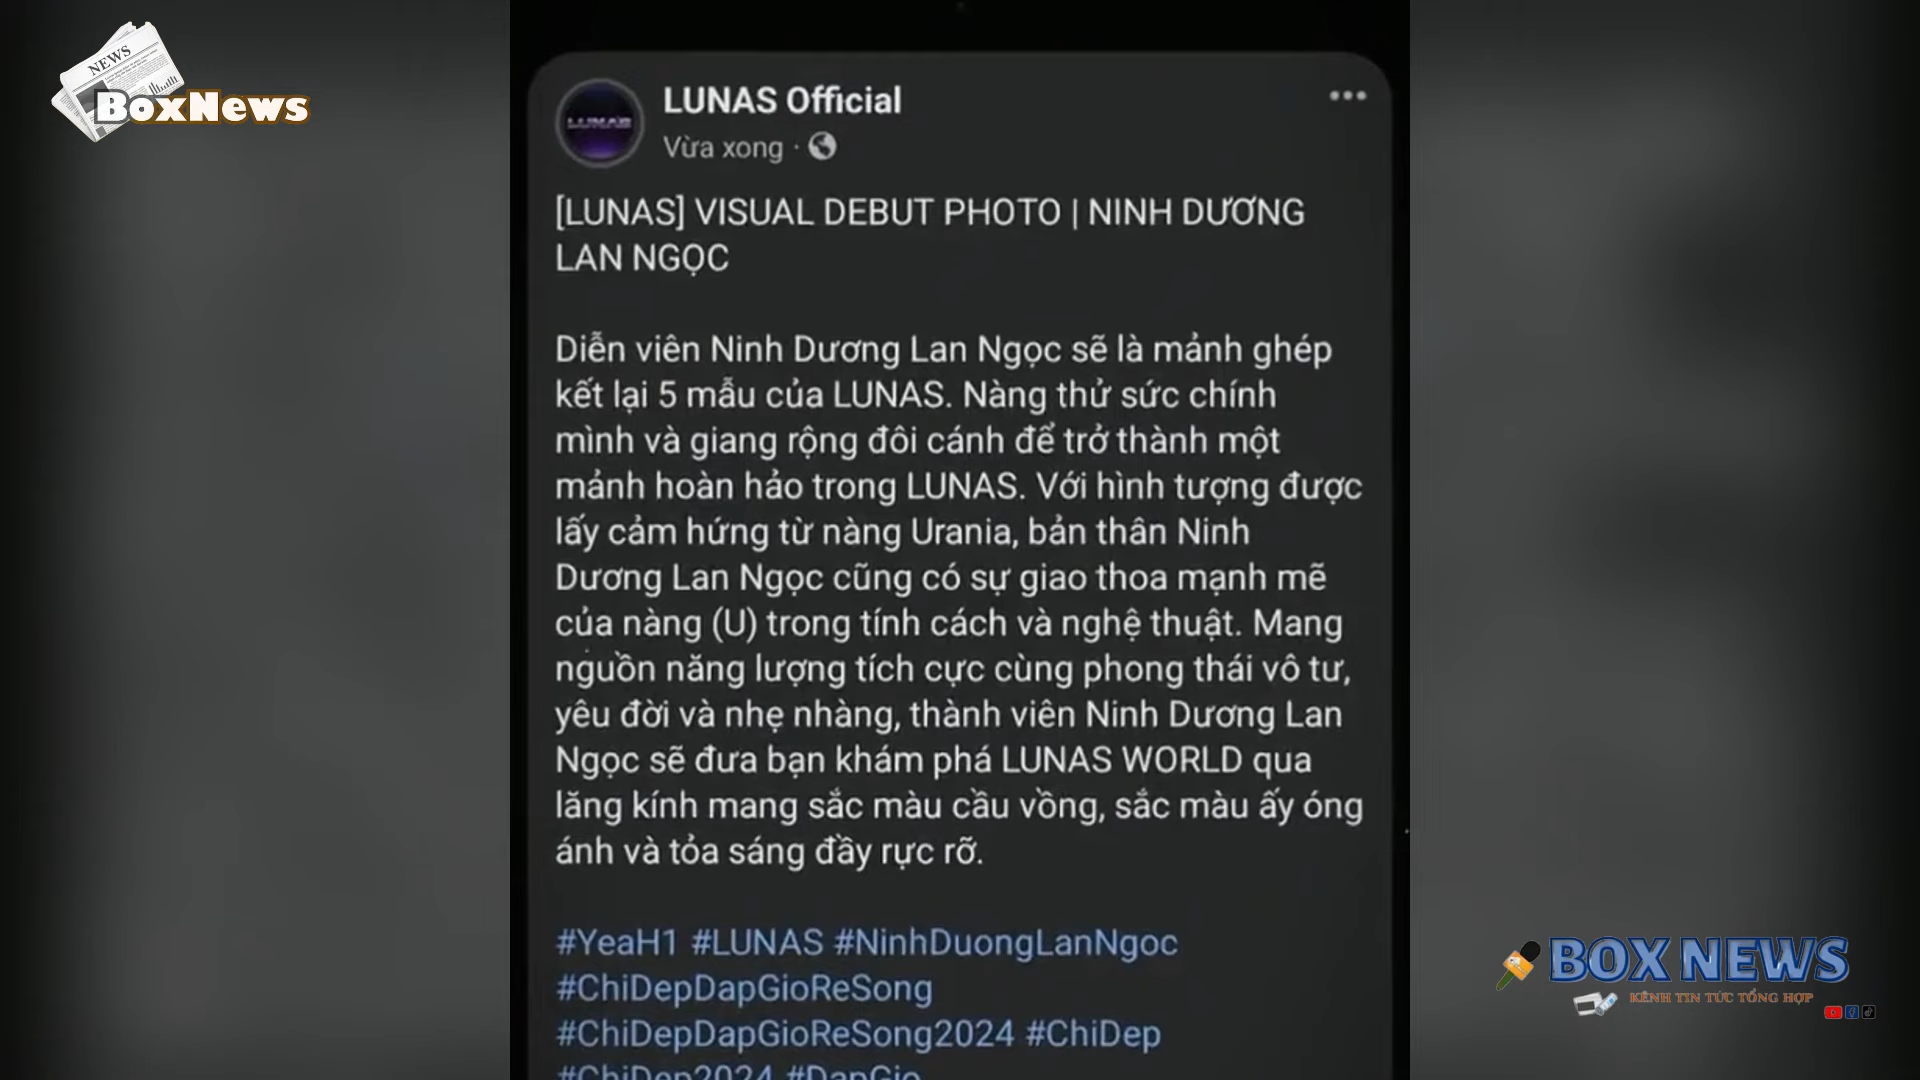 NEWS
BoxNews
LUNAS
LUNAS Official
Vừa xong ·
[LUNAS] VISUAL DEBUT PHOTO | NINH DƯƠNG
LAN NGỌC
Diễn viên Ninh Dương Lan Ngọc sẽ là mảnh ghép
kết lại 5 mẫu của LUNAS. Nàng thử sức chính
mình và giang rộng đôi cánh để trở thành một
mảnh hoàn hảo trong LUNAS. Với hình tượng được
lấy cảm hứng từ nàng Urania, bản thân Ninh
Dương Lan Ngọc cũng có sự giao thoa mạnh mẽ
của nàng (U) trong tính cách và nghệ thuật. Mang
nguồn năng lượng tích cực cùng phong thái vô tư,
yêu đời và nhẹ nhàng, thành viên Ninh Dương Lan
Ngọc sẽ đưa bạn khám phá LUNAS WORLD qua
lăng kính mang sắc màu cầu vồng, sắc màu ấy óng
ánh và tỏa sáng đầy rực rỡ.
#YeaH1 #LUNAS #NinhDuongLanNgoc
#ChiDepDapGioReSong
#ChiDepDapGioReSong2024 #ChiDep
#ChiDep2024 #DapGio
BOX NEWS
KÊNH TIN TỨC TỔNG HỢP